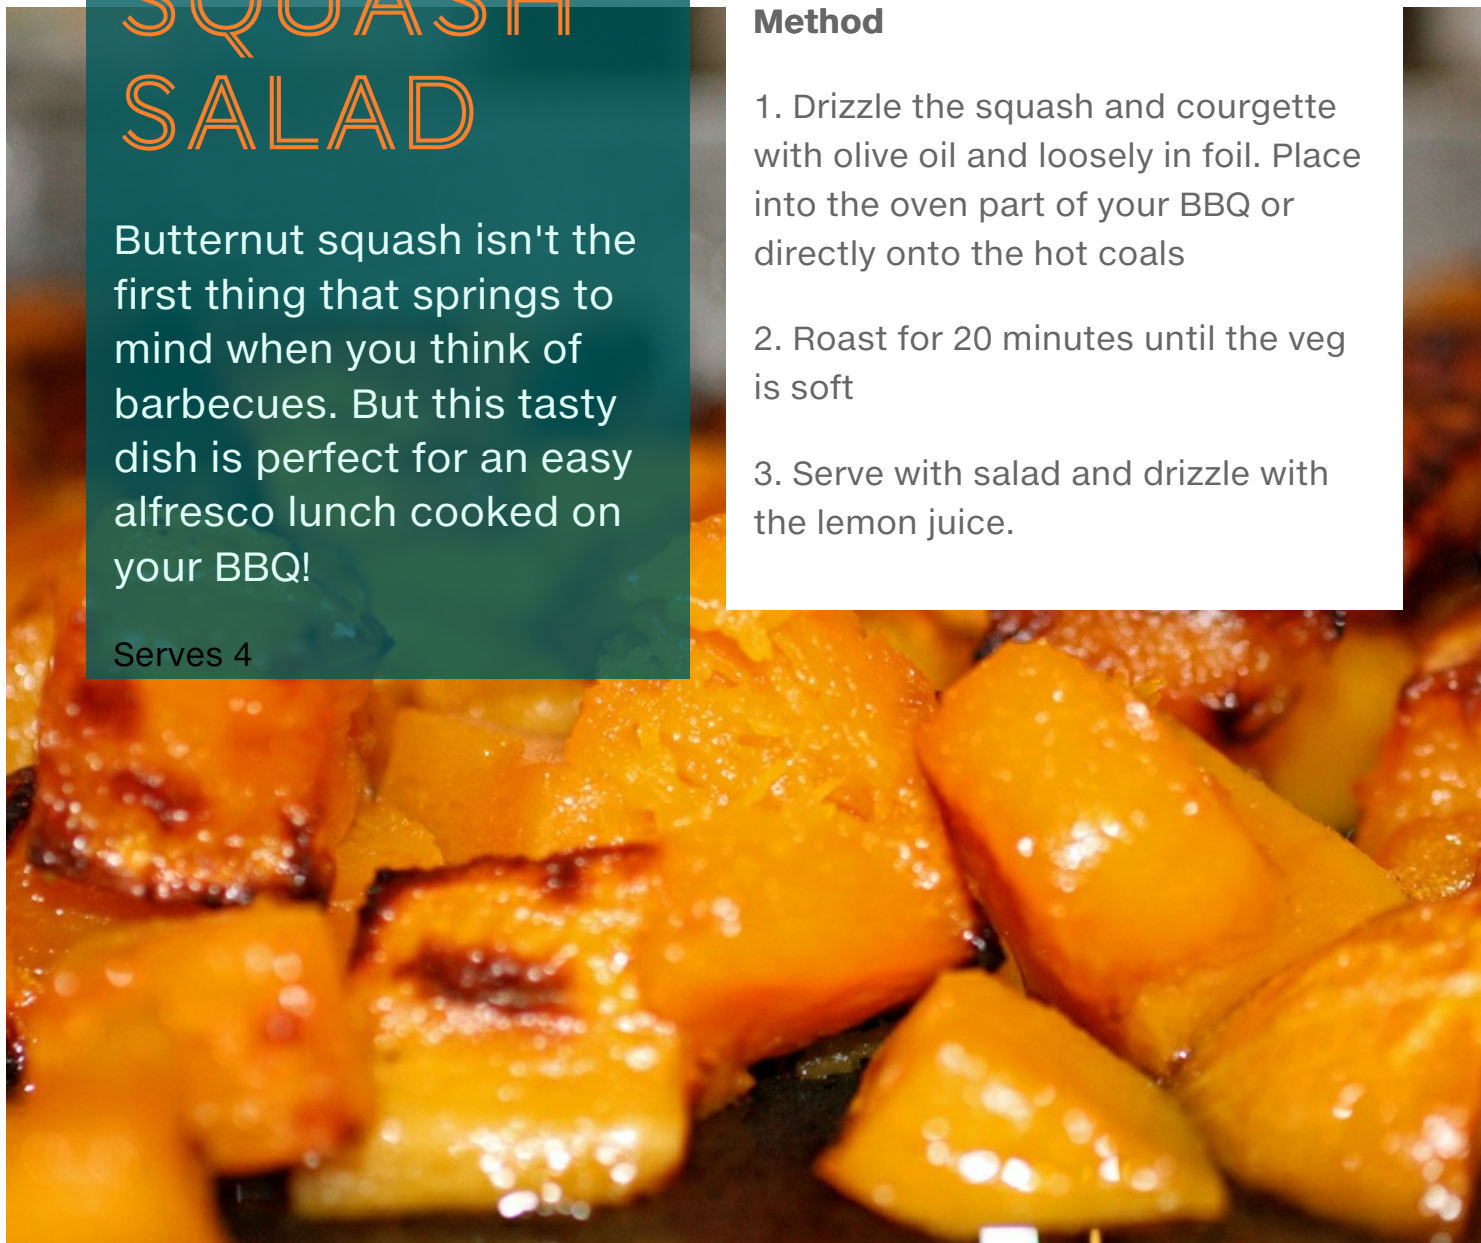 SQUASH
SALAD
Butternut squash isn't the
first thing that springs to
mind when you think of
barbecues. But this tasty
dish is perfect for an easy
alfresco lunch cooked on
your BBQ!
Serves 4
Method
1. Drizzle the squash and courgette
with olive oil and loosely in foil. Place
into the oven part of your BBQ or
directly onto the hot coals
2. Roast for 20 minutes until the veg
is soft
3. Serve with salad and drizzle with
the lemon juice.